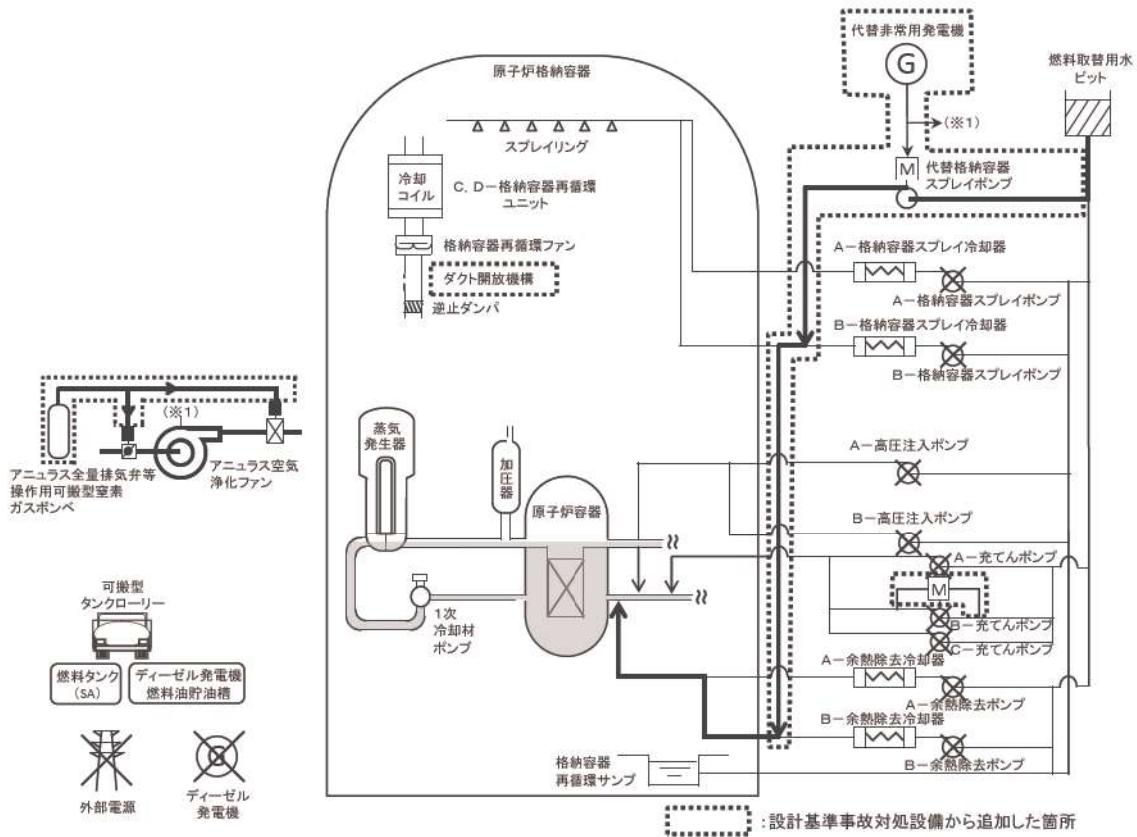 代替非常用発電機
G
燃料取替用水
ピット
(※1)
M
代替格納容器
スプレイポンプ
原子炉格納容器
スプレイリング
冷却
コイル
C, D-格納容器再循環
ユニット
格納容器再循環ファン
ダクト開放機構
逆止ダンパ
A-格納容器スプレイ冷却器
A-格納容器スプレイポンプ
B-格納容器スプレイ冷却器
B-格納容器スプレイポンプ
(※1)
アニュラス全量排気弁等
操作用可搬型窒素
ガスボンベ
アニュラス空気
浄化ファン
蒸気
発生器
加圧器
原子炉容器
1次
冷却材
ポンプ
A-高圧注入ポンプ
B-高圧注入ポンプ
A-充てんポンプ
M
B-充てんポンプ
C-充てんポンプ
A-余熱除去冷却器
A-余熱除去ポンプ
B-余熱除去冷却器
B-余熱除去ポンプ
格納容器
再循環サンプ
可搬型
タンクローリー
燃料タンク
(SA)
ディーゼル発電機
燃料油貯油槽
外部電源
ディーゼル
発電機
:設計基準事故対処設備から追加した箇所